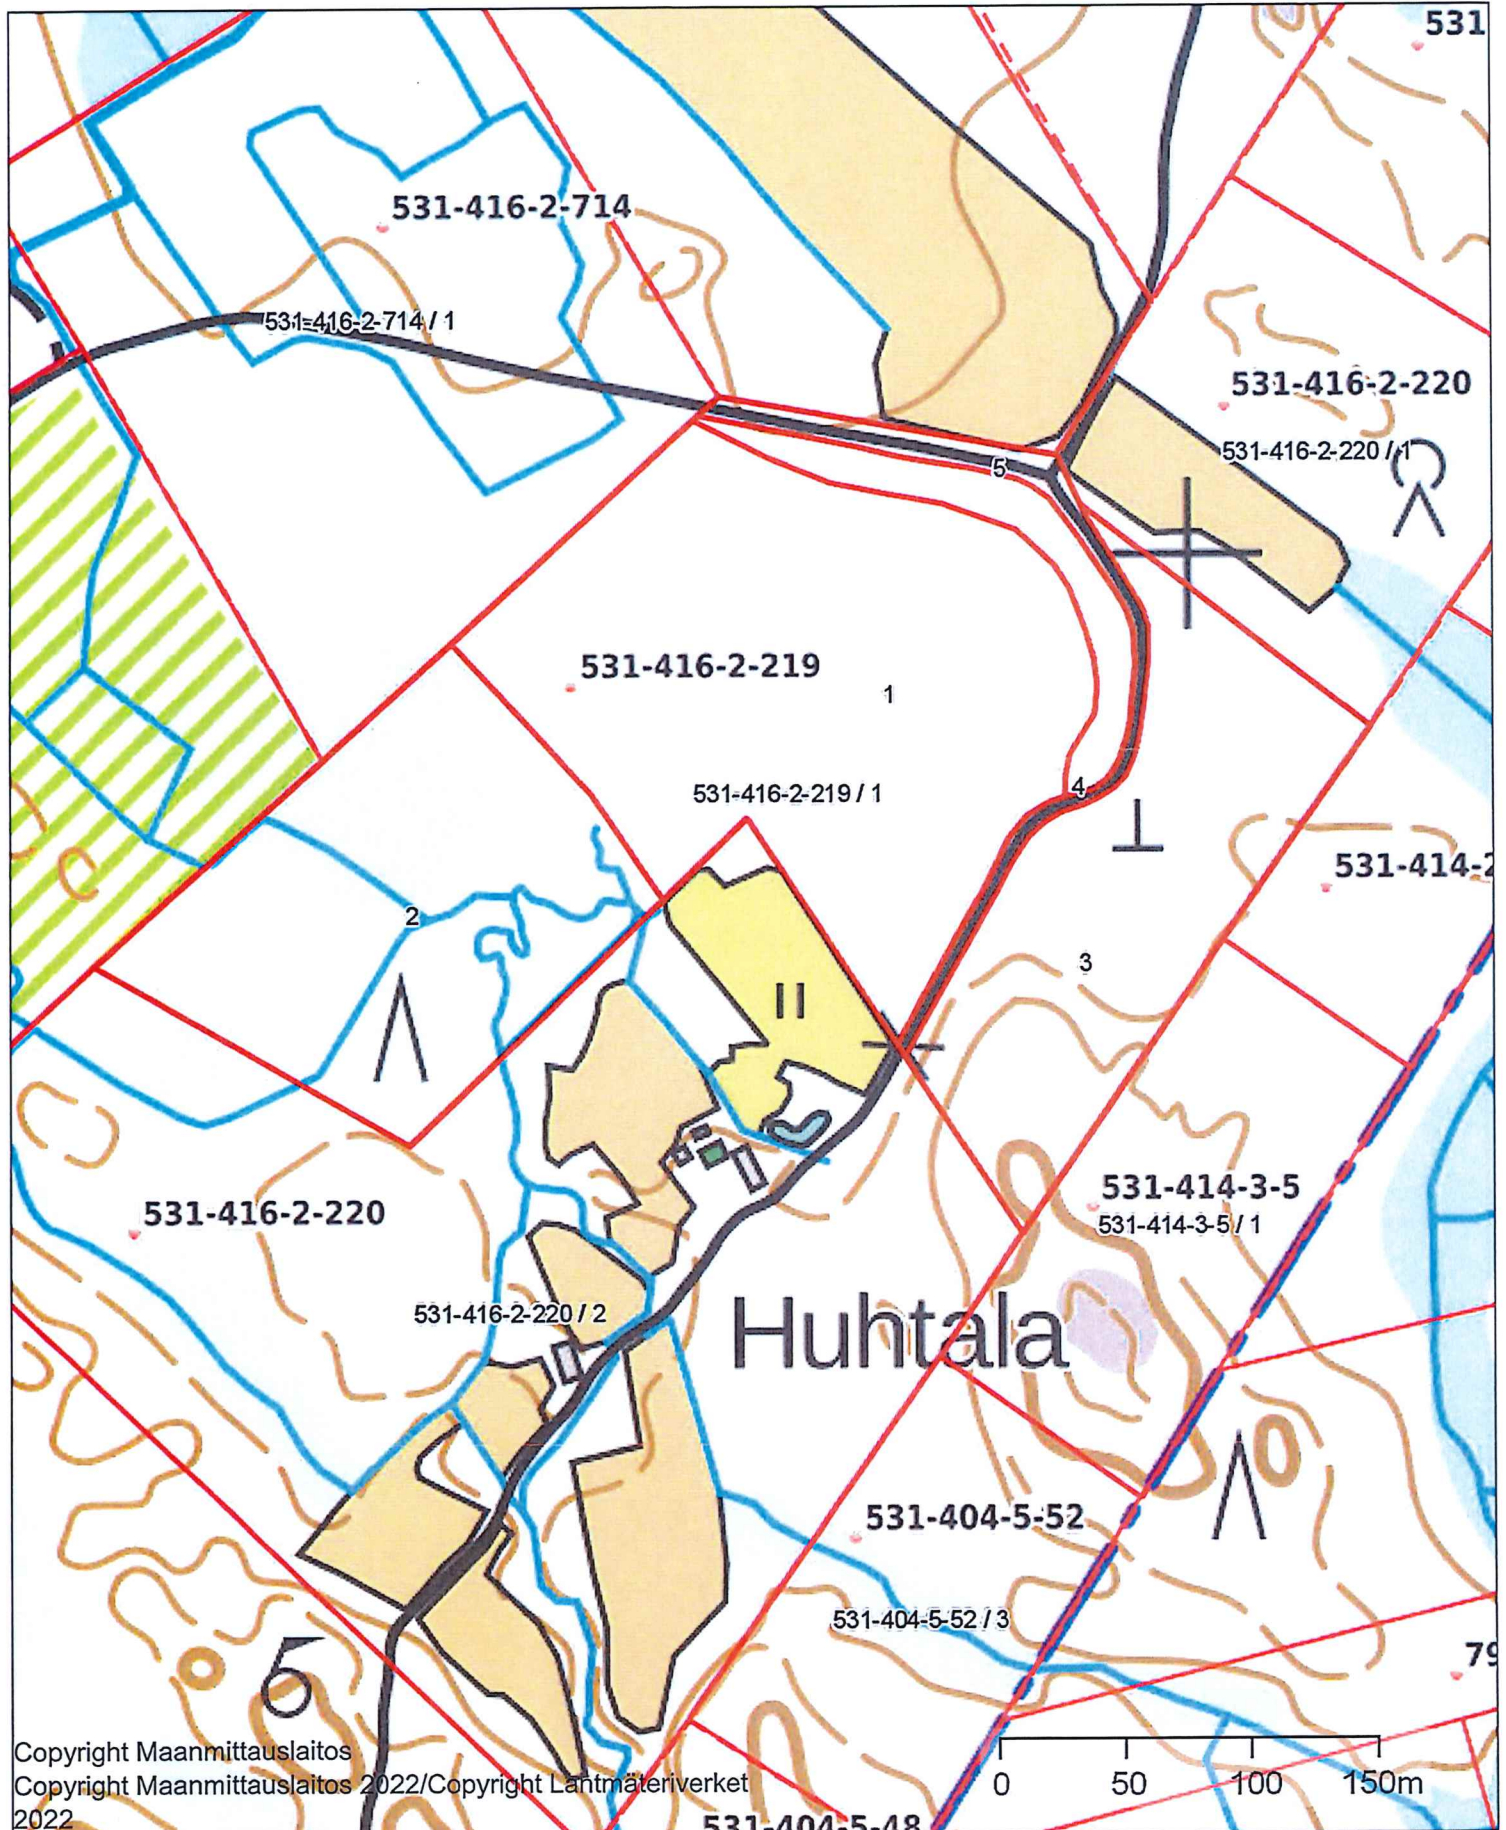 531
531-416-2-714
531-416-2-714 / 1
531-416-2-220
531-416-2-220 / 1
5
531-416-2-219
1
531-416-2-219 / 1
4
531-414-2
2
3
531-414-3-5
531-414-3-5 / 1
531-416-2-220
531-416-2-220 / 2
Huhtala
531-404-5-52
531-404-5-52 / 3
79
5
Copyright Maanmittauslaitos
Copyright Maanmittauslaitos 2022/Copyright Lantmäteriverket
2022
0 50 100 150m
531-404-5-48